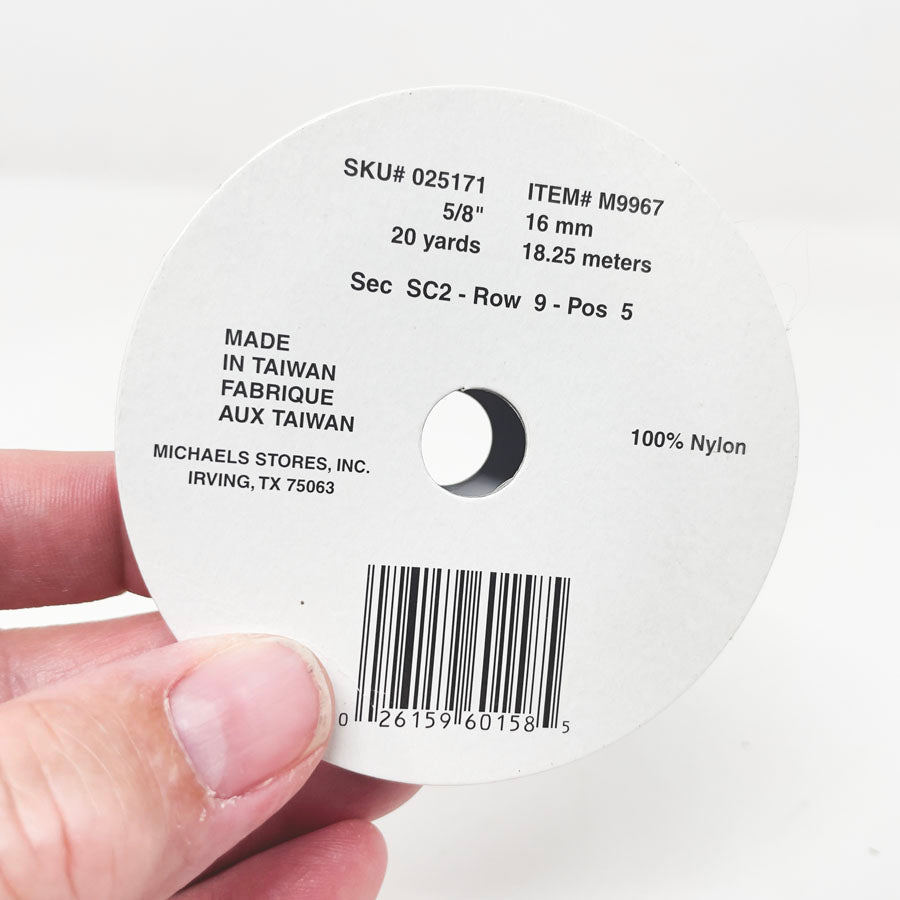 SKU# 025171 ITEM# M9967
5/8" 16 mm
20 yards 18.25 meters
Sec SC2 - Row 9 - Pos 5
MADE
IN TAIWAN
FABRIQUE
AUX TAIWAN
MICHAELS STORES, INC.
IRVING, TX 75063
100% Nylon
0 26159 60158 5